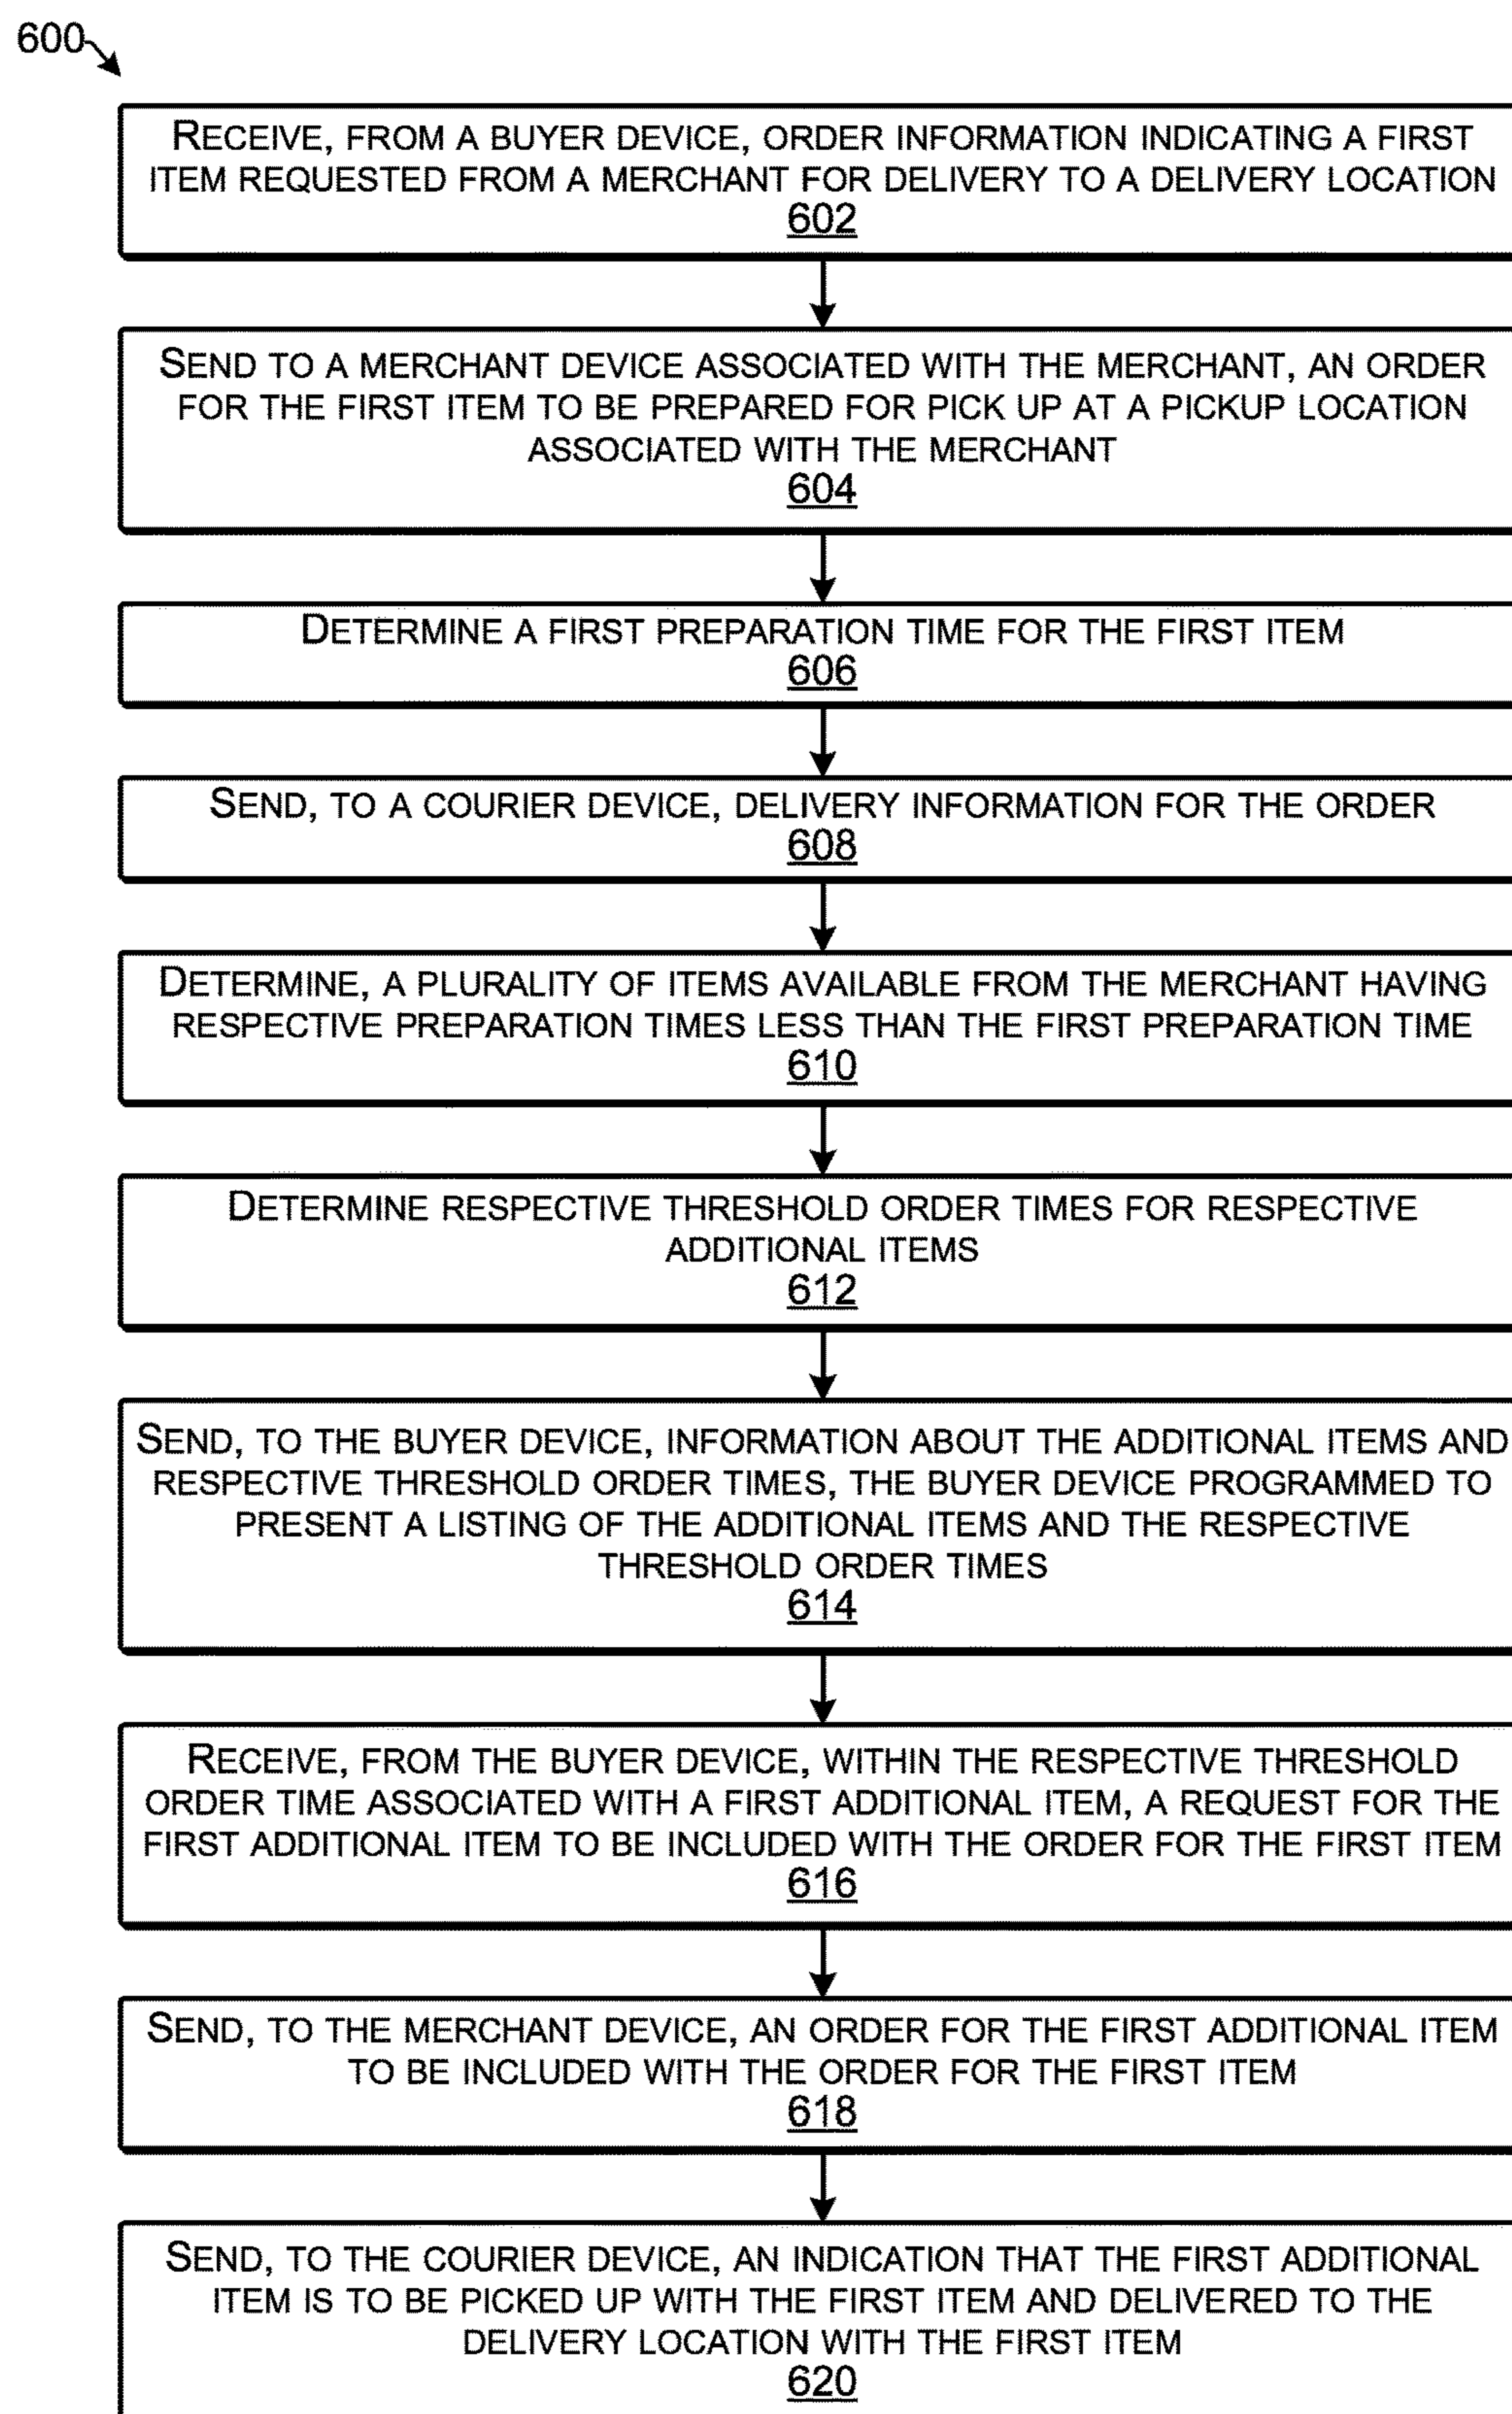 600
RECEIVE, FROM A BUYER DEVICE, ORDER INFORMATION INDICATING A FIRST
ITEM REQUESTED FROM A MERCHANT FOR DELIVERY TO A DELIVERY LOCATION
602
SEND TO A MERCHANT DEVICE ASSOCIATED WITH THE MERCHANT, AN ORDER
FOR THE FIRST ITEM TO BE PREPARED FOR PICK UP AT A PICKUP LOCATION
ASSOCIATED WITH THE MERCHANT
604
DETERMINE A FIRST PREPARATION TIME FOR THE FIRST ITEM
606
SEND, TO A COURIER DEVICE, DELIVERY INFORMATION FOR THE ORDER
608
DETERMINE, A PLURALITY OF ITEMS AVAILABLE FROM THE MERCHANT HAVING
RESPECTIVE PREPARATION TIMES LESS THAN THE FIRST PREPARATION TIME
610
DETERMINE RESPECTIVE THRESHOLD ORDER TIMES FOR RESPECTIVE
ADDITIONAL ITEMS
612
SEND, TO THE BUYER DEVICE, INFORMATION ABOUT THE ADDITIONAL ITEMS AND
RESPECTIVE THRESHOLD ORDER TIMES, THE BUYER DEVICE PROGRAMMED TO
PRESENT A LISTING OF THE ADDITIONAL ITEMS AND THE RESPECTIVE
THRESHOLD ORDER TIMES
614
RECEIVE, FROM THE BUYER DEVICE, WITHIN THE RESPECTIVE THRESHOLD
ORDER TIME ASSOCIATED WITH A FIRST ADDITIONAL ITEM, A REQUEST FOR THE
FIRST ADDITIONAL ITEM TO BE INCLUDED WITH THE ORDER FOR THE FIRST ITEM
616
SEND, TO THE MERCHANT DEVICE, AN ORDER FOR THE FIRST ADDITIONAL ITEM
TO BE INCLUDED WITH THE ORDER FOR THE FIRST ITEM
618
SEND, TO THE COURIER DEVICE, AN INDICATION THAT THE FIRST ADDITIONAL
ITEM IS TO BE PICKED UP WITH THE FIRST ITEM AND DELIVERED TO THE
DELIVERY LOCATION WITH THE FIRST ITEM
620